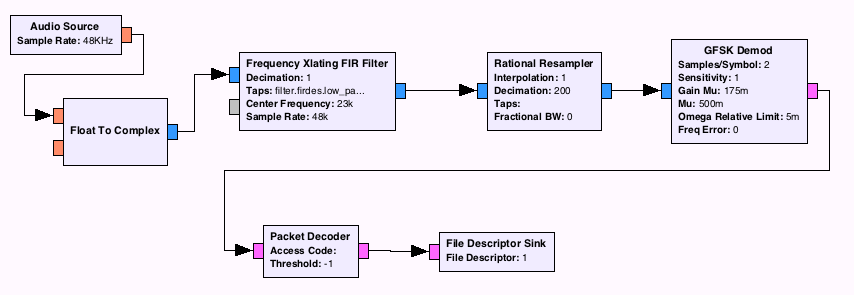 Audio Source
Sample Rate: 48KHz
Float To Complex
Frequency Xlating FIR Filter
Decimation: 1
Taps: filter.firdes.low_pa...
Center Frequency: 23k
Sample Rate: 48k
Rational Resampler
Interpolation: 1
Decimation: 200
Taps:
Fractional BW: 0
GFSK Demod
Samples/Symbol: 2
Sensitivity: 1
Gain Mu: 175m
Mu: 500m
Omega Relative Limit: 5m
Freq Error: 0
Packet Decoder
Access Code:
Threshold: -1
File Descriptor Sink
File Descriptor: 1